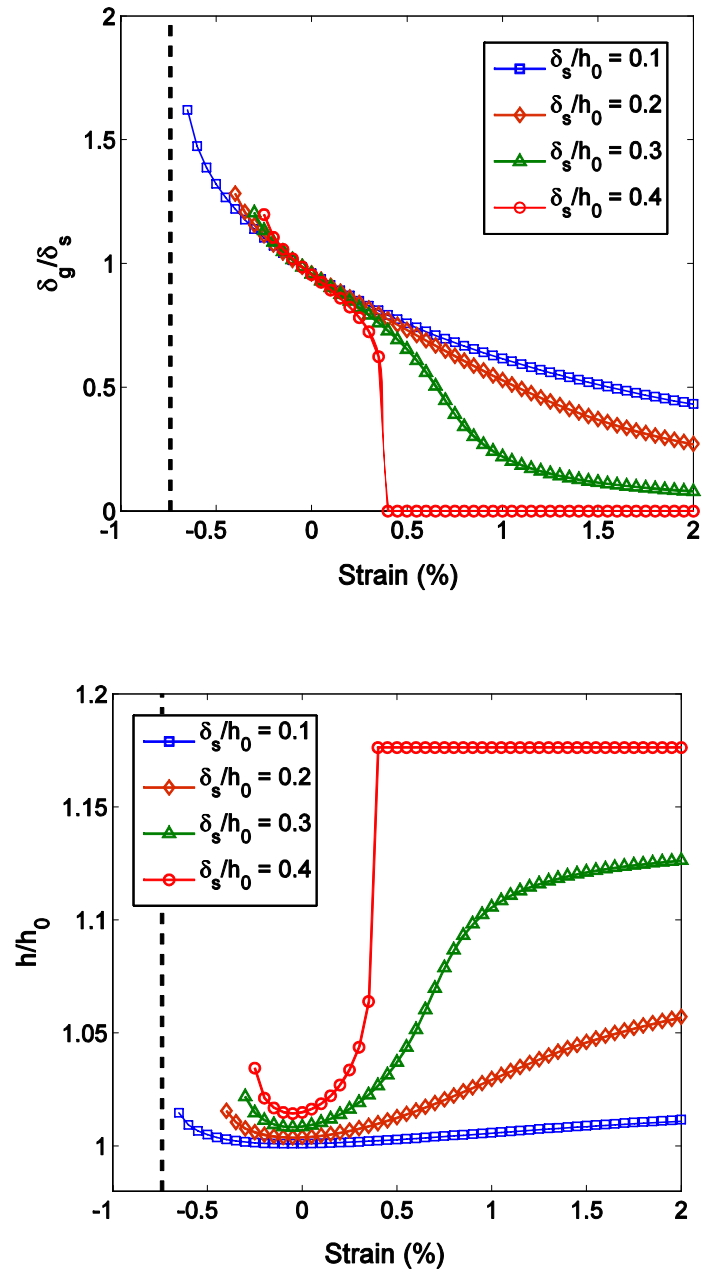 2
δs/h0 = 0.1
δs/h0 = 0.2
1.5
δs/h0 = 0.3
δs/h0 = 0.4
δg/δs
1
0.5
0
-1 -0.5 0 0.5 1 1.5 2
Strain (%)
1.2
δs/h0 = 0.1
δs/h0 = 0.2
1.15
δs/h0 = 0.3
δs/h0 = 0.4
h/h0
1.1
1.05
1
-1 -0.5 0 0.5 1 1.5 2
Strain (%)